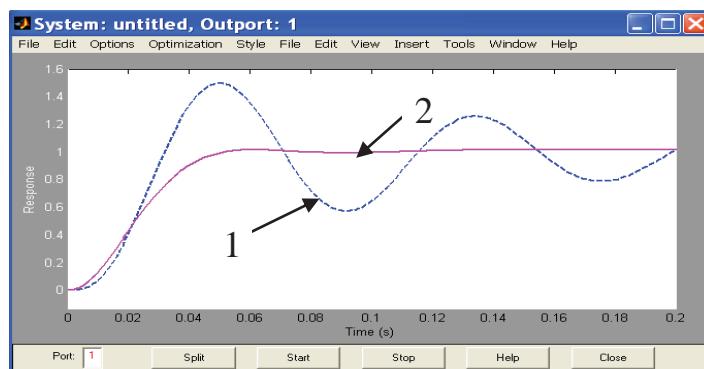 System: untitled, Outport: 1
File Edit Options Optimization Style File Edit View Insert Tools Window Help
1.6
1.4
1.2
1
0.8
0.6
0.4
0.2
0
Response
2
1
0 0.02 0.04 0.06 0.08 0.1 0.12 0.14 0.16 0.18 0.2
Time (s)
Port: 1 Split Start Stop Help Close